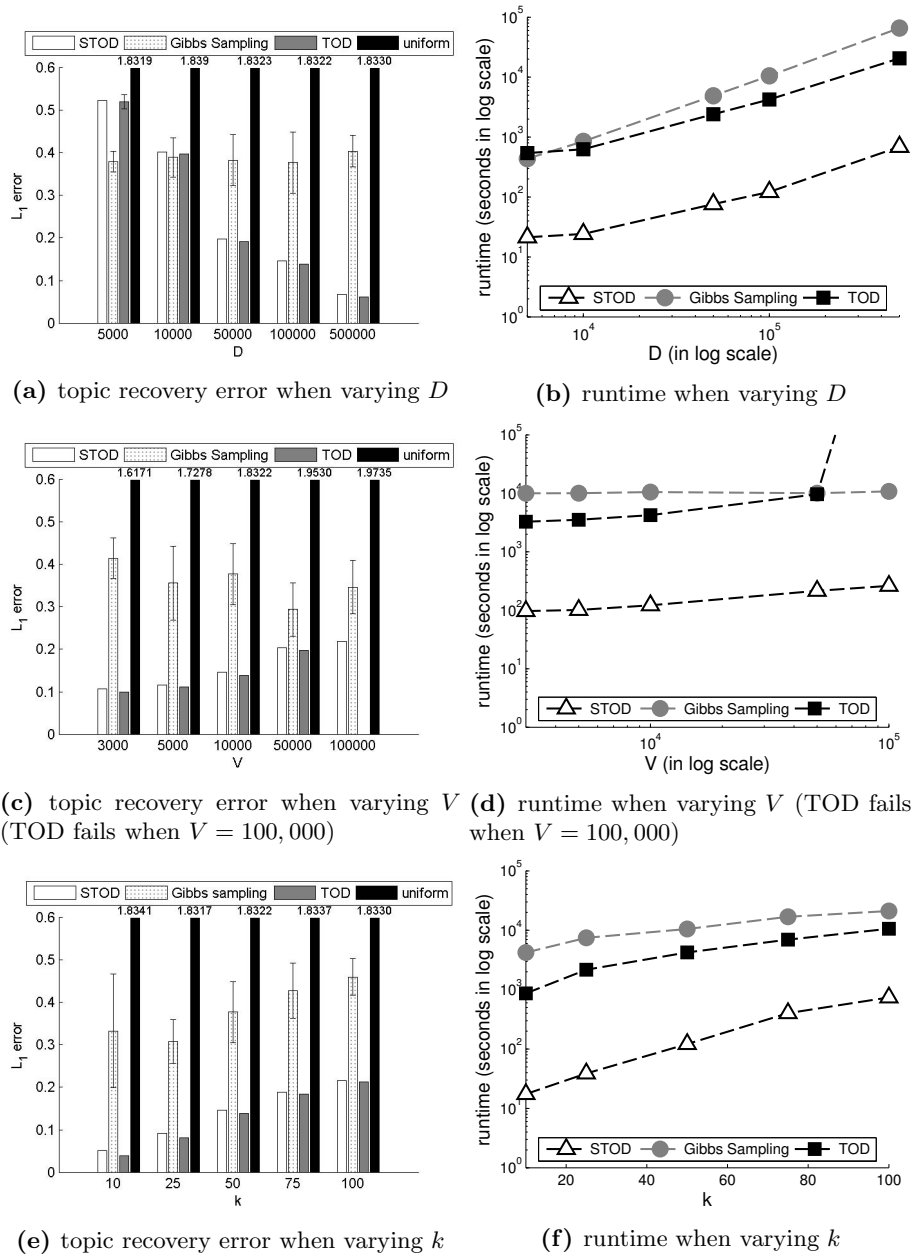 STOD Gibbs Sampling TOD uniform
1.8319 1.839 1.8323 1.8322 1.8330
0.6
0.5
0.4
0.3
0.2
0.1
0
L1 error
5000 10000 50000 100000 500000
D
(a) topic recovery error when varying D
10^5
10^4
10^3
10^2
10^1
10^0
runtime (seconds in log scale)
STOD Gibbs Sampling TOD
10^4 10^5
D (in log scale)
(b) runtime when varying D
STOD Gibbs Sampling TOD uniform
1.6171 1.7278 1.8322 1.9530 1.9735
0.6
0.5
0.4
0.3
0.2
0.1
0
L1 error
3000 5000 10000 50000 100000
V
(c) topic recovery error when varying V
(TOD fails when V = 100,000)
10^5
10^4
10^3
10^2
10^1
10^0
runtime (seconds in log scale)
STOD Gibbs Sampling TOD
10^4 10^5
V (in log scale)
(d) runtime when varying V (TOD fails
when V = 100,000)
STOD Gibbs sampling TOD uniform
1.8341 1.8317 1.8322 1.8337 1.8330
0.6
0.5
0.4
0.3
0.2
0.1
0
L1 error
10 25 50 75 100
k
(e) topic recovery error when varying k
10^5
10^4
10^3
10^2
10^1
10^0
runtime (seconds in log scale)
STOD Gibbs Sampling TOD
20 40 60 80 100
k
(f) runtime when varying k